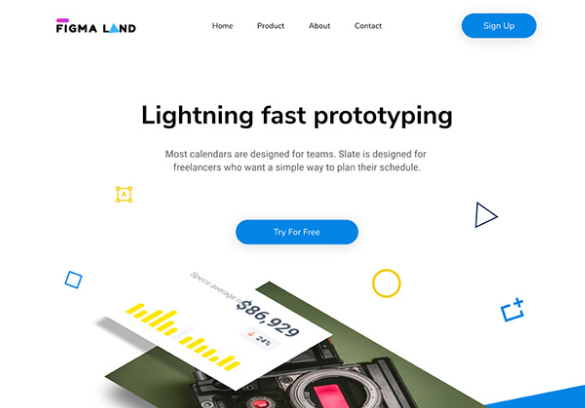 FIGMA LAND
Home
Product
About
Contact
Sign Up
Lightning fast prototyping
Most calendars are designed for teams. Slate is designed for
freelancers who want a simple way to plan their schedule.
A
Try For Free
Specs average
$86,929
24%